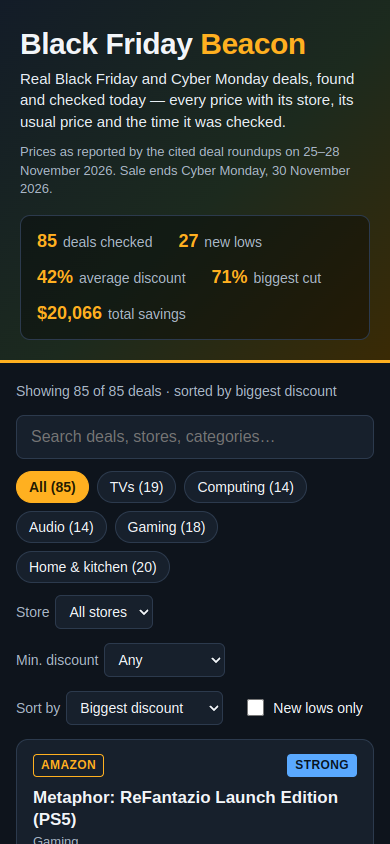 Black Friday Beacon
Real Black Friday and Cyber Monday deals, found
and checked today — every price with its store, its
usual price and the time it was checked.
Prices as reported by the cited deal roundups on 25–28
November 2026. Sale ends Cyber Monday, 30 November
2026.
85 deals checked 27 new lows
42% average discount 71% biggest cut
$20,066 total savings
Showing 85 of 85 deals · sorted by biggest discount
Search deals, stores, categories…
All (85) TVs (19) Computing (14)
Audio (14) Gaming (18)
Home & kitchen (20)
Store All stores
Min. discount Any
Sort by Biggest discount New lows only
AMAZON STRONG
Metaphor: ReFantazio Launch Edition
(PS5)
Gaming